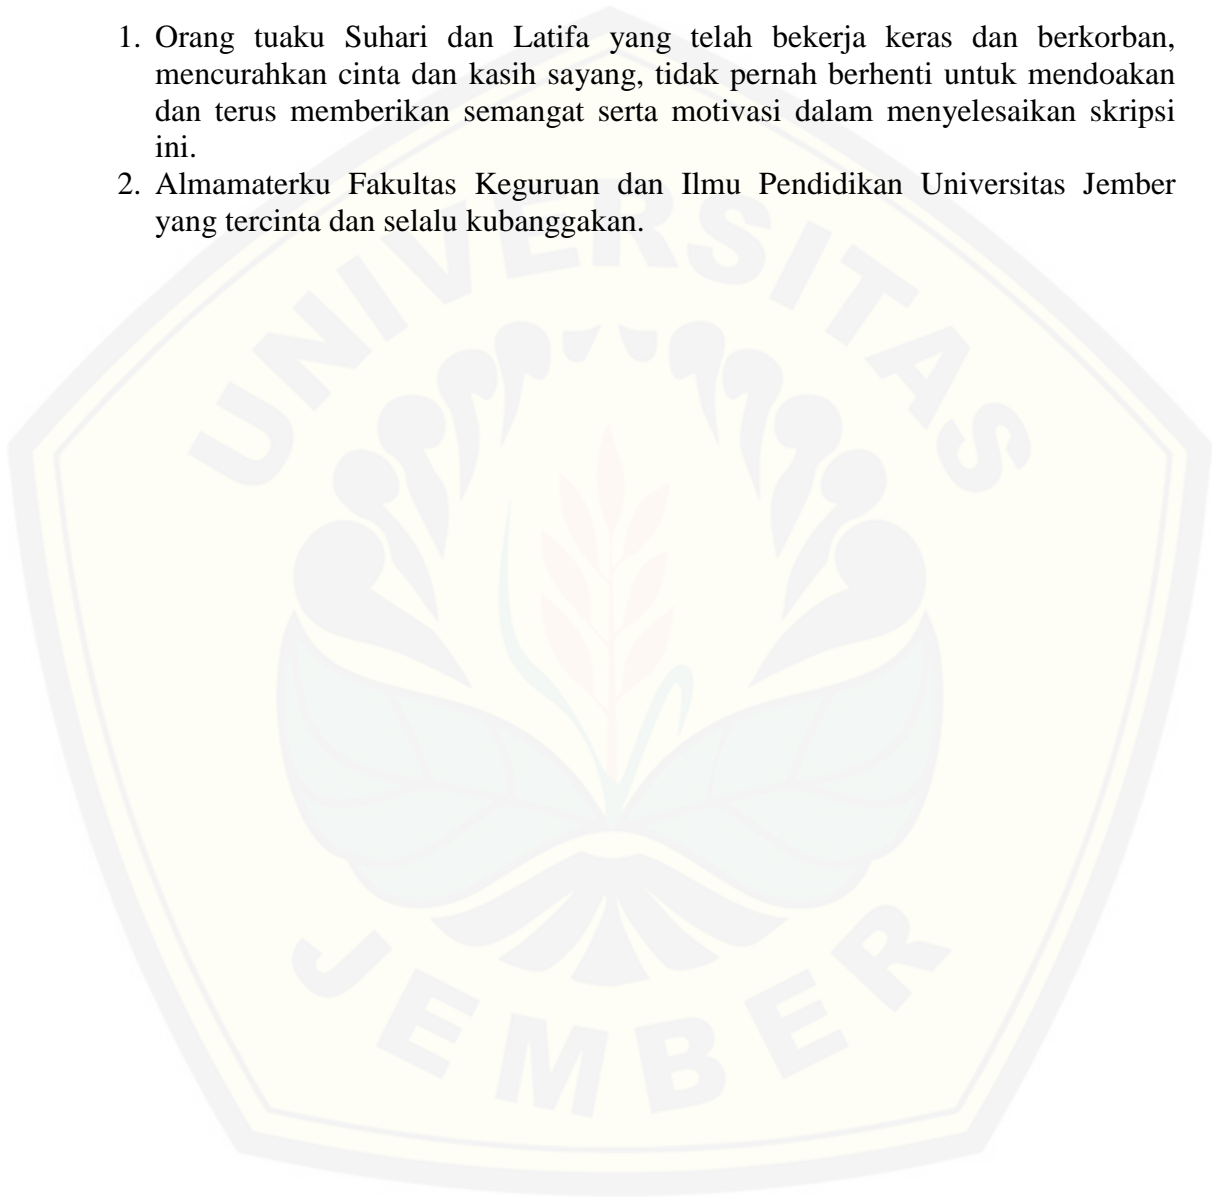 1. Orang tuaku Suhari dan Latifa yang telah bekerja keras dan berkorban,
mencurahkan cinta dan kasih sayang, tidak pernah berhenti untuk mendoakan
dan terus memberikan semangat serta motivasi dalam menyelesaikan skripsi
ini.
2. Almamaterku Fakultas Keguruan dan Ilmu Pendidikan Universitas Jember
yang tercinta dan selalu kubanggakan.
UNIVERSITAS
JEMBER